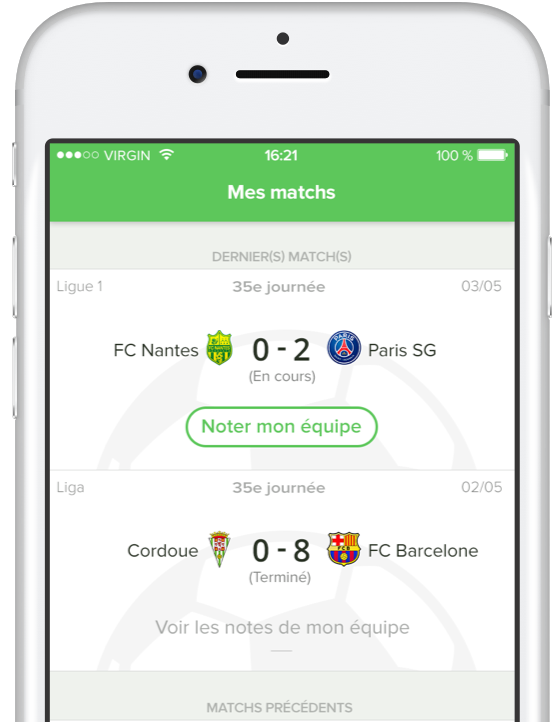 VIRGIN 16:21 100 %
Mes matchs
DERNIER(S) MATCH(S)
Ligue 1 35e journée 03/05
FC Nantes 0 - 2 PARIS Paris SG
(En cours)
Noter mon équipe
Liga 35e journée 02/05
Cordoue 0 - 8 FCB FC Barcelone
(Terminé)
Voir les notes de mon équipe
MATCHS PRÉCÉDENTS